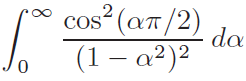 ∫₀^∞ cos²(απ/2) / (1 − α²)² dα